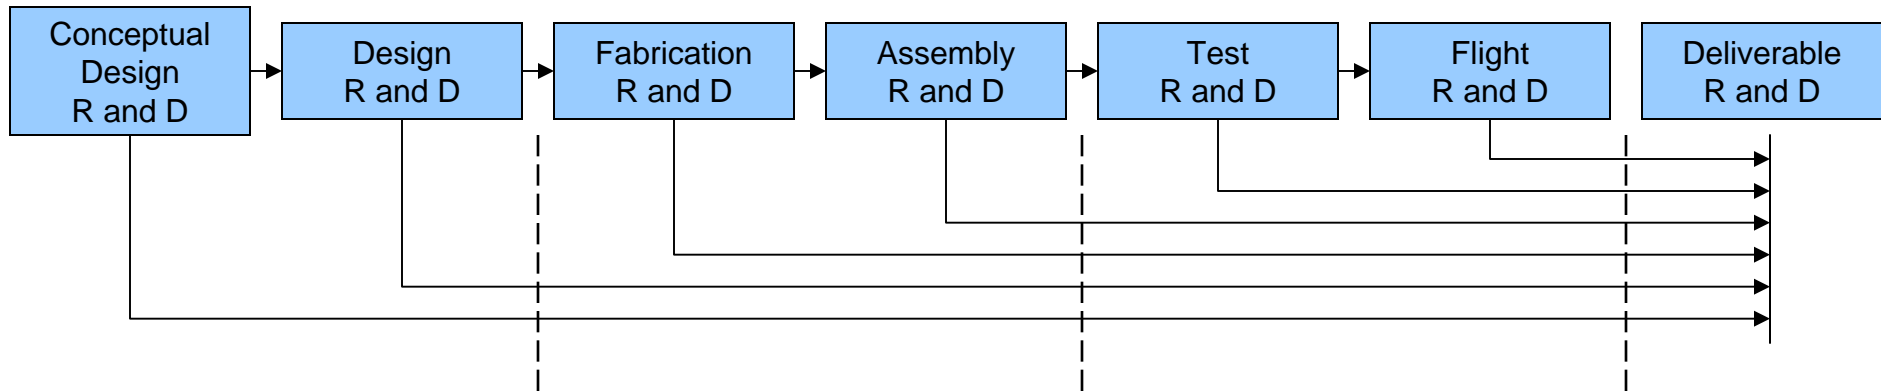 Conceptual
Design
R and D
Design
R and D
Fabrication
R and D
Assembly
R and D
Test
R and D
Flight
R and D
Deliverable
R and D